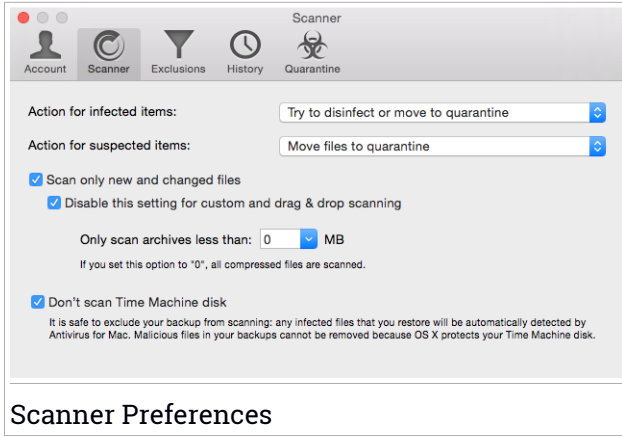 Scanner
Account Scanner Exclusions History Quarantine
Action for infected items: Try to disinfect or move to quarantine
Action for suspected items: Move files to quarantine
Scan only new and changed files
Disable this setting for custom and drag & drop scanning
Only scan archives less than: 0 MB
If you set this option to "0", all compressed files are scanned.
Don't scan Time Machine disk
It is safe to exclude your backup from scanning: any infected files that you restore will be automatically detected by
Antivirus for Mac. Malicious files in your backups cannot be removed because OS X protects your Time Machine disk.
Scanner Preferences